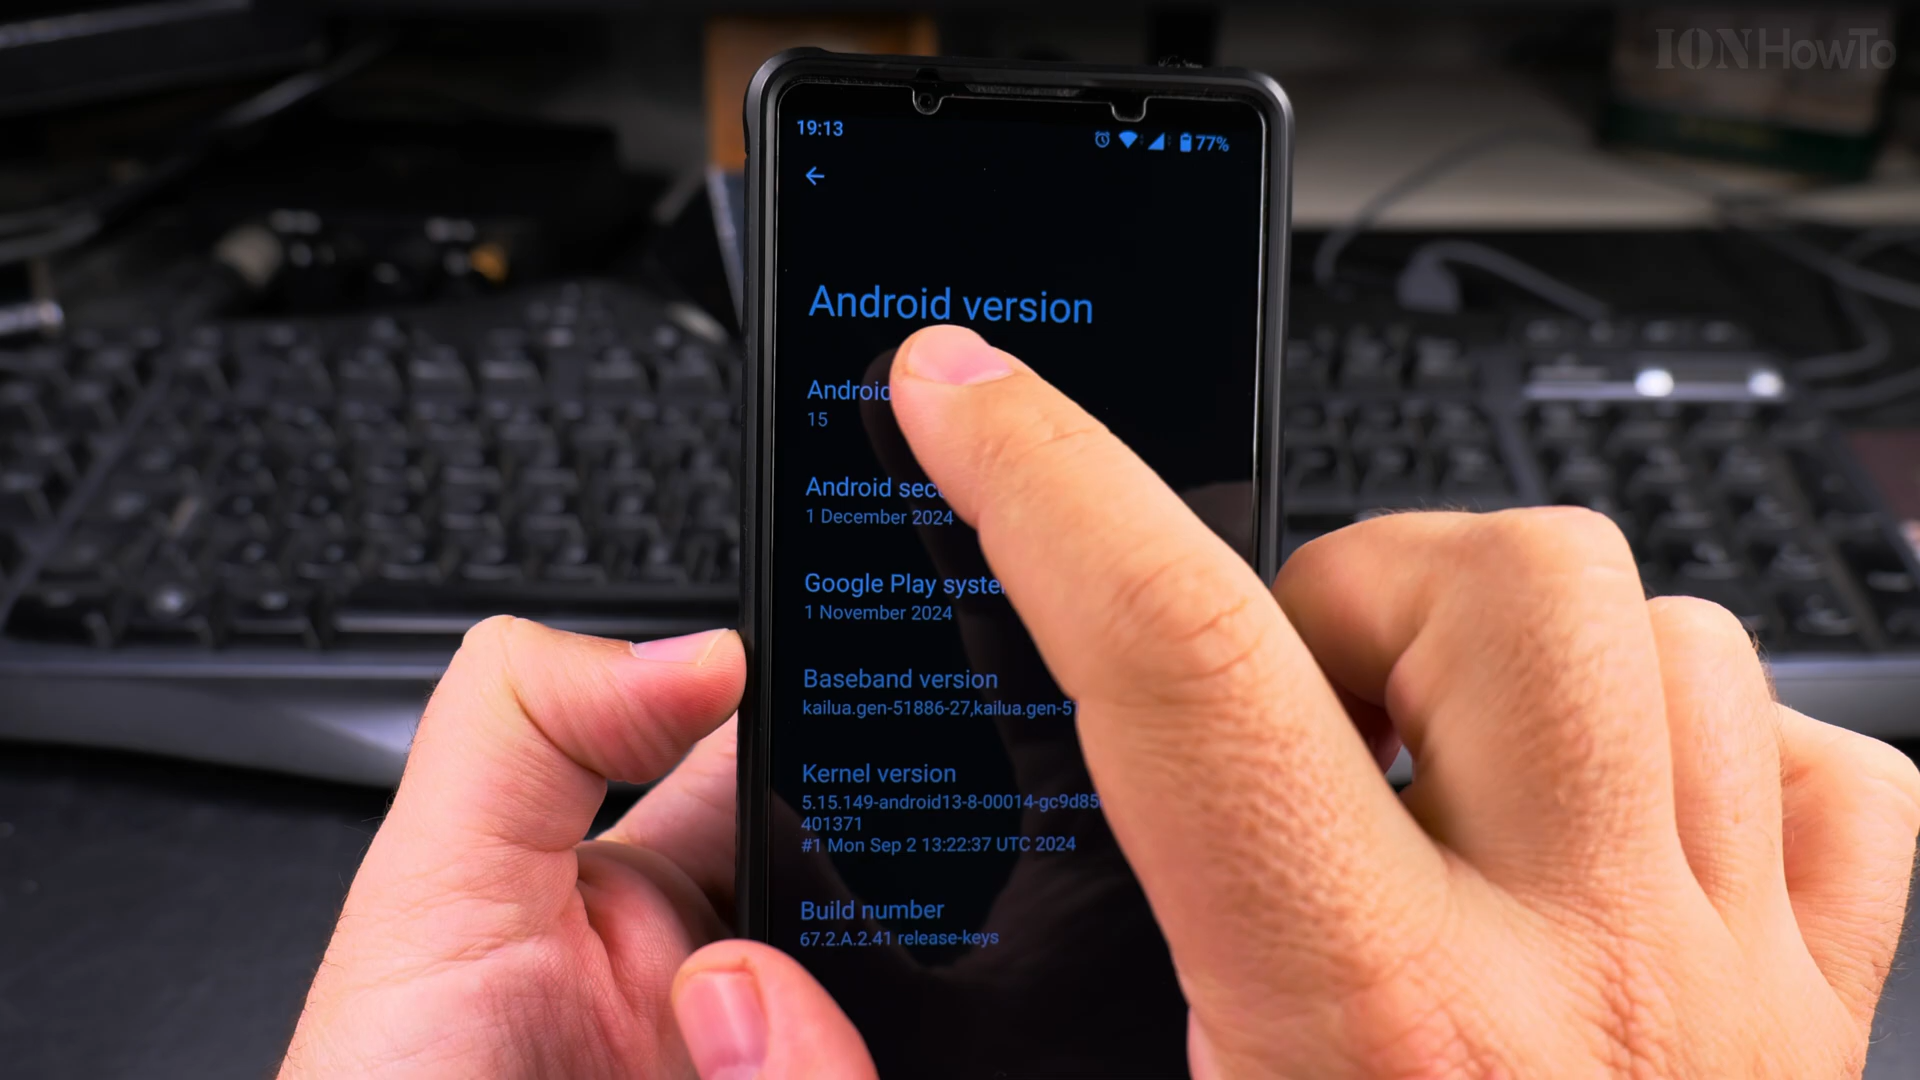 IONHowTo
19:13
77%
Android version
Android
15
Android sec
1 December 2024
Google Play syste
1 November 2024
Baseband version
kailua.gen-51886-27,kailua.gen-51
Kernel version
5.15.149-android13-8-00014-gc9d85
401371
#1 Mon Sep 2 13:22:37 UTC 2024
Build number
67.2.A.2.41 release-keys